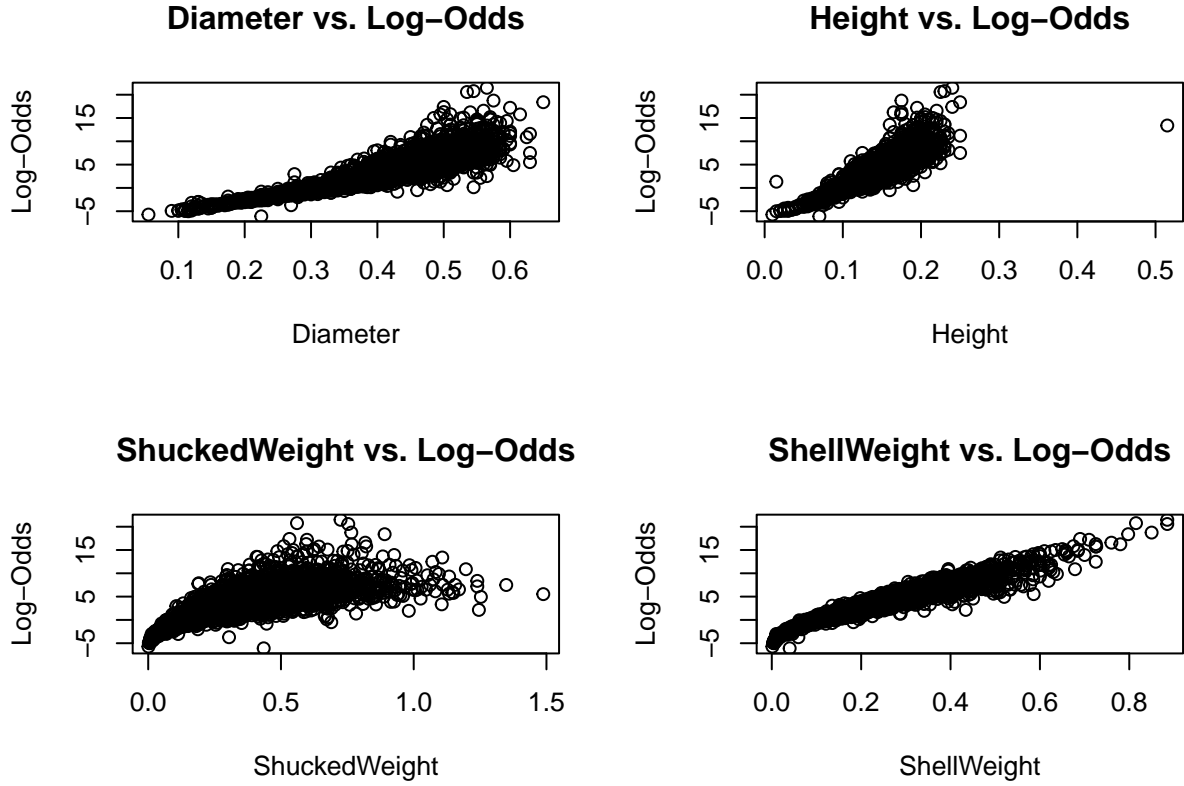 Diameter vs. Log−Odds
Log−Odds
−5 5 15
0.1 0.2 0.3 0.4 0.5 0.6
Diameter
Height vs. Log−Odds
Log−Odds
−5 5 15
0.0 0.1 0.2 0.3 0.4 0.5
Height
ShuckedWeight vs. Log−Odds
Log−Odds
−5 5 15
0.0 0.5 1.0 1.5
ShuckedWeight
ShellWeight vs. Log−Odds
Log−Odds
−5 5 15
0.0 0.2 0.4 0.6 0.8
ShellWeight